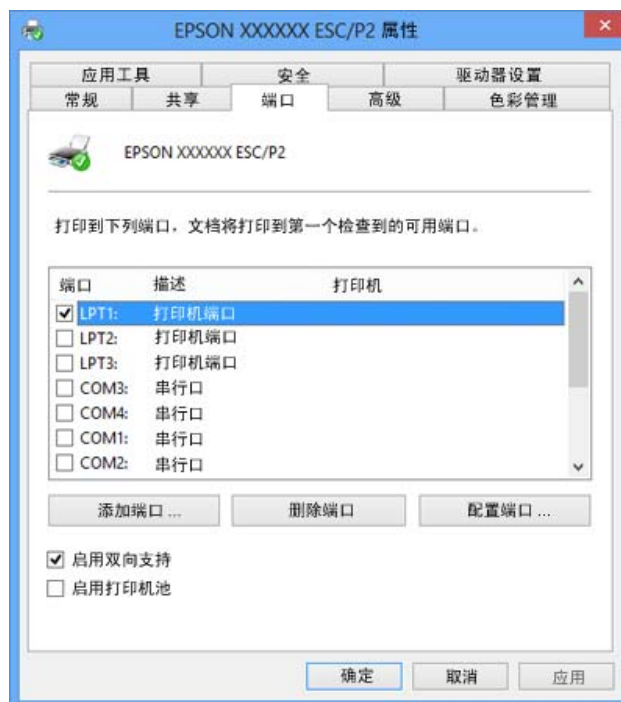 EPSON XXXXXX ESC/P2 属性
应用工具 安全 驱动器设置
常规 共享 端口 高级 色彩管理
EPSON XXXXXX ESC/P2
打印到下列端口，文档将打印到第一个检查到的可用端口。
端口 描述 打印机
LPT1: 打印机端口
LPT2: 打印机端口
LPT3: 打印机端口
COM3: 串行口
COM4: 串行口
COM1: 串行口
COM2: 串行口
添加端口 ... 删除端口 配置端口 ...
启用双向支持
启用打印机池
确定 取消 应用